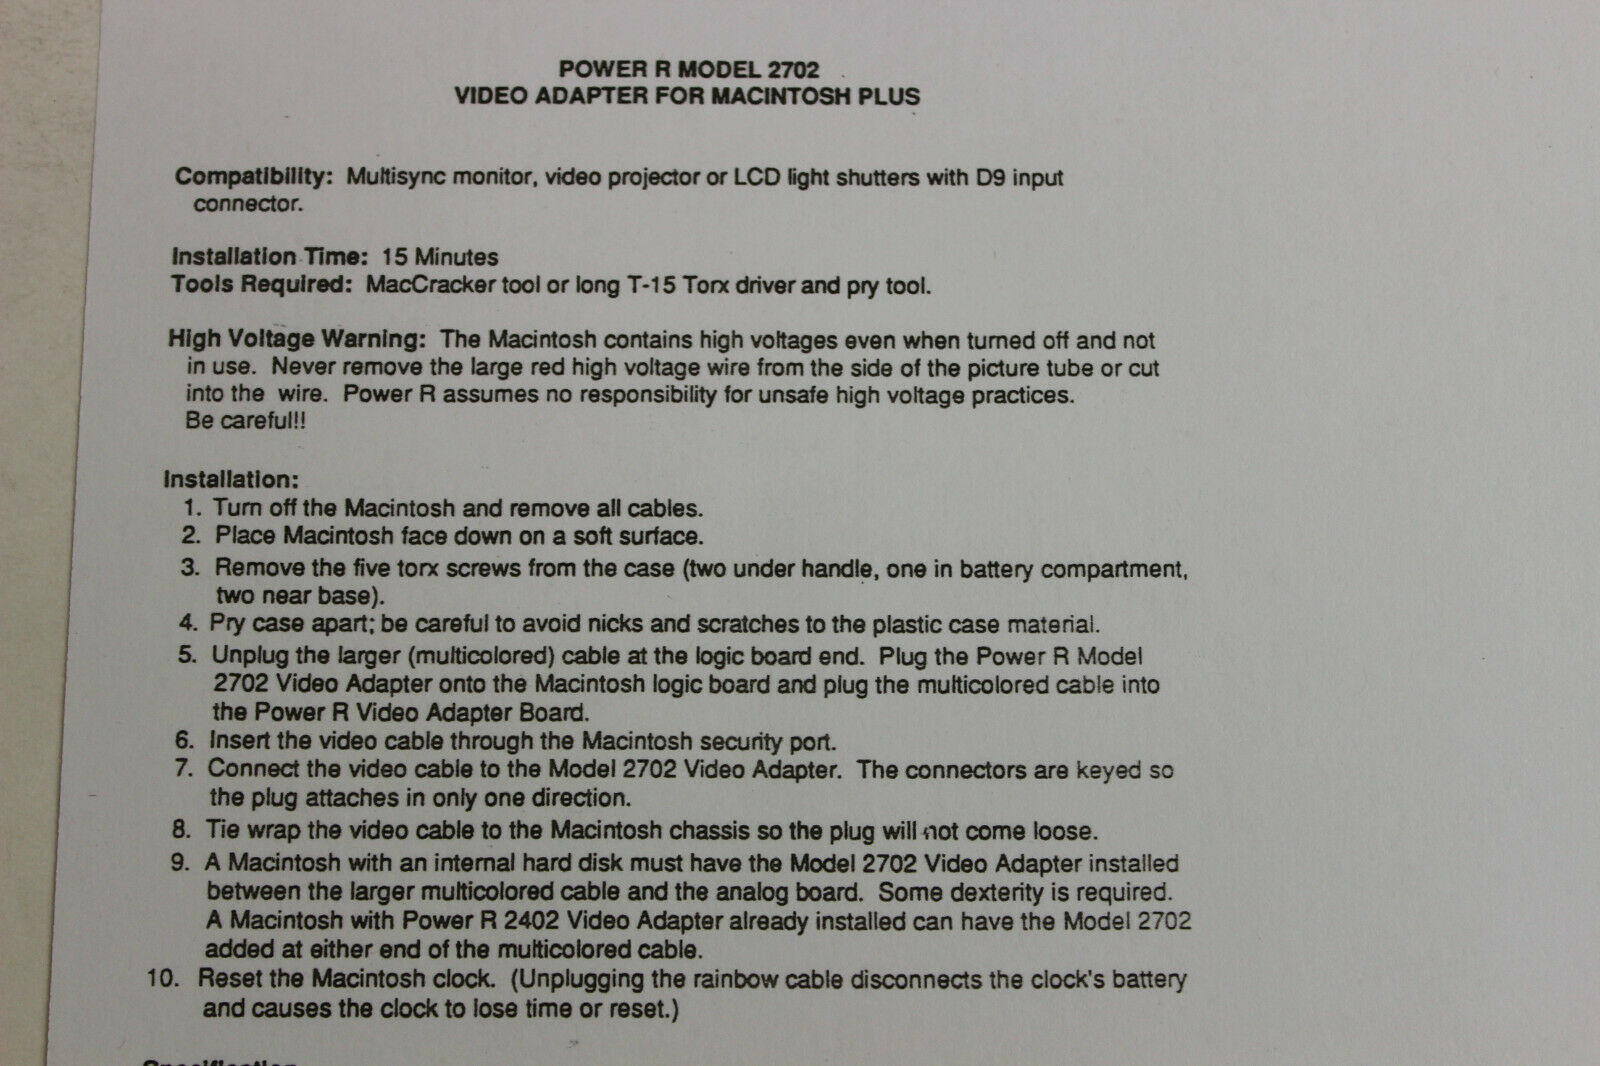 POWER R MODEL 2702
VIDEO ADAPTER FOR MACINTOSH PLUS
Compatibility: Multisync monitor, video projector or LCD light shutters with D9 input
connector.
Installation Time: 15 Minutes
Tools Required: MacCracker tool or long T-15 Torx driver and pry tool.
High Voltage Warning: The Macintosh contains high voltages even when turned off and not
in use. Never remove the large red high voltage wire from the side of the picture tube or cut
into the wire. Power R assumes no responsibility for unsafe high voltage practices.
Be careful!!
Installation:
1. Turn off the Macintosh and remove all cables.
2. Place Macintosh face down on a soft surface.
3. Remove the five torx screws from the case (two under handle, one in battery compartment,
two near base).
4. Pry case apart; be careful to avoid nicks and scratches to the plastic case material.
5. Unplug the larger (multicolored) cable at the logic board end. Plug the Power R Model
2702 Video Adapter onto the Macintosh logic board and plug the multicolored cable into
the Power R Video Adapter Board.
6. Insert the video cable through the Macintosh security port.
7. Connect the video cable to the Model 2702 Video Adapter. The connectors are keyed so
the plug attaches in only one direction.
8. Tie wrap the video cable to the Macintosh chassis so the plug will not come loose.
9. A Macintosh with an internal hard disk must have the Model 2702 Video Adapter installed
between the larger multicolored cable and the analog board. Some dexterity is required.
A Macintosh with Power R 2402 Video Adapter already installed can have the Model 2702
added at either end of the multicolored cable.
10. Reset the Macintosh clock. (Unplugging the rainbow cable disconnects the clock's battery
and causes the clock to lose time or reset.)